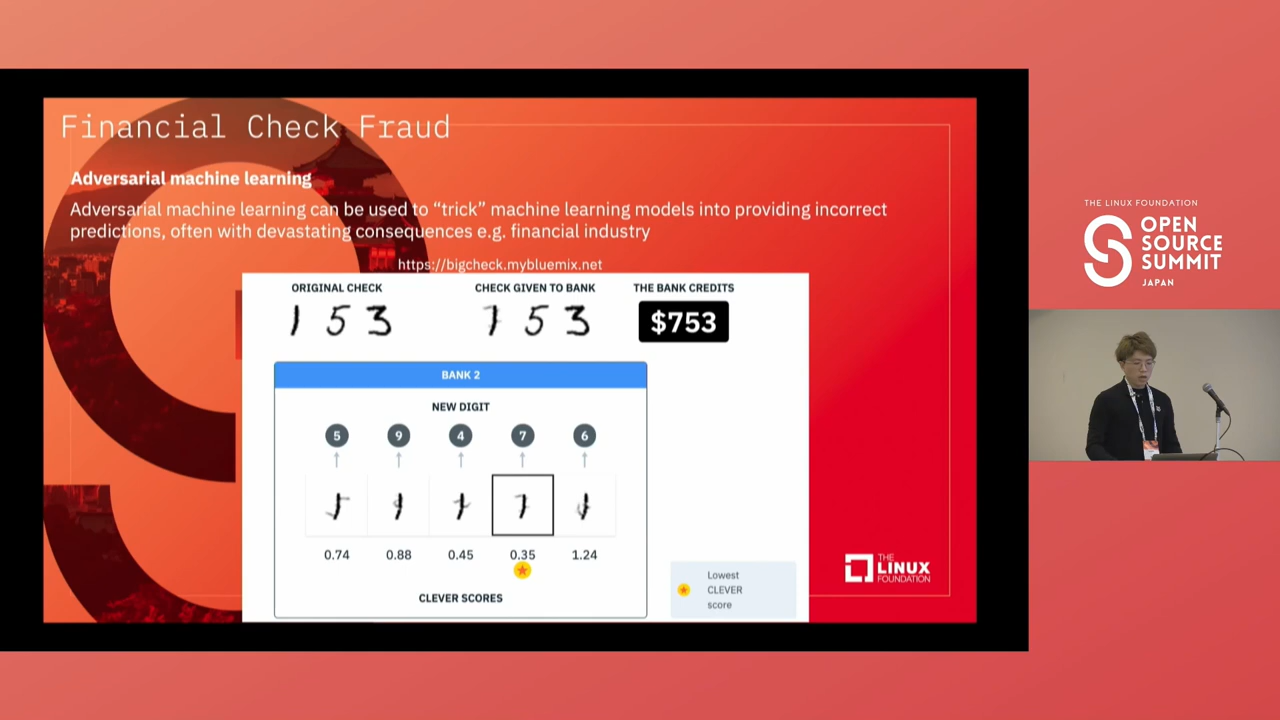 Financial Check Fraud
Adversarial machine learning
Adversarial machine learning can be used to “trick” machine learning models into providing incorrect
predictions, often with devastating consequences e.g. financial industry
https://bigcheck.mybluemix.net
ORIGINAL CHECK
1 5 3
CHECK GIVEN TO BANK
7 5 3
THE BANK CREDITS
$753
BANK 2
NEW DIGIT
5 9 4 7 6
0.74 0.88 0.45 0.35 1.24
CLEVER SCORES
Lowest
CLEVER
score
THE
LINUX
FOUNDATION
THE LINUX FOUNDATION
OPEN
SOURCE
SUMMIT
JAPAN